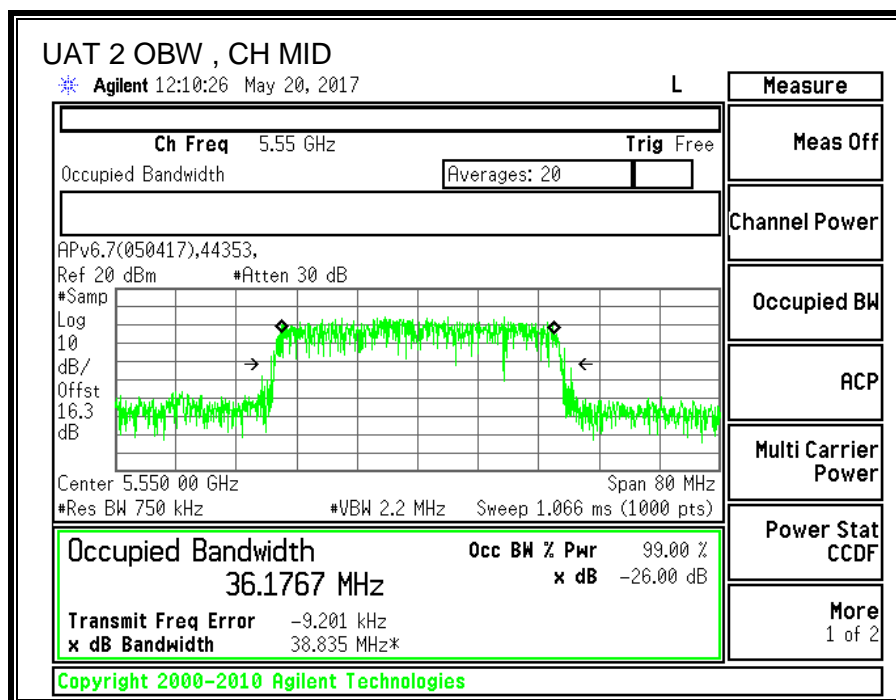 UAT 2 OBW , CH MID
Agilent 12:10:26 May 20, 2017 L
Measure
Ch Freq 5.55 GHz Trig Free
Meas Off
Occupied Bandwidth Averages: 20
Channel Power
APv6.7(050417),44353,
Ref 20 dBm #Atten 30 dB
#Samp
Log
10
dB/
Offst
16.3
dB
Occupied BW
ACP
Multi Carrier
Power
Center 5.550 00 GHz Span 80 MHz
#Res BW 750 kHz #VBW 2.2 MHz Sweep 1.066 ms (1000 pts)
Power Stat
CCDF
Occupied Bandwidth Occ BW % Pwr 99.00 %
36.1767 MHz x dB -26.00 dB
Transmit Freq Error -9.201 kHz
x dB Bandwidth 38.835 MHz*
More
1 of 2
Copyright 2000-2010 Agilent Technologies